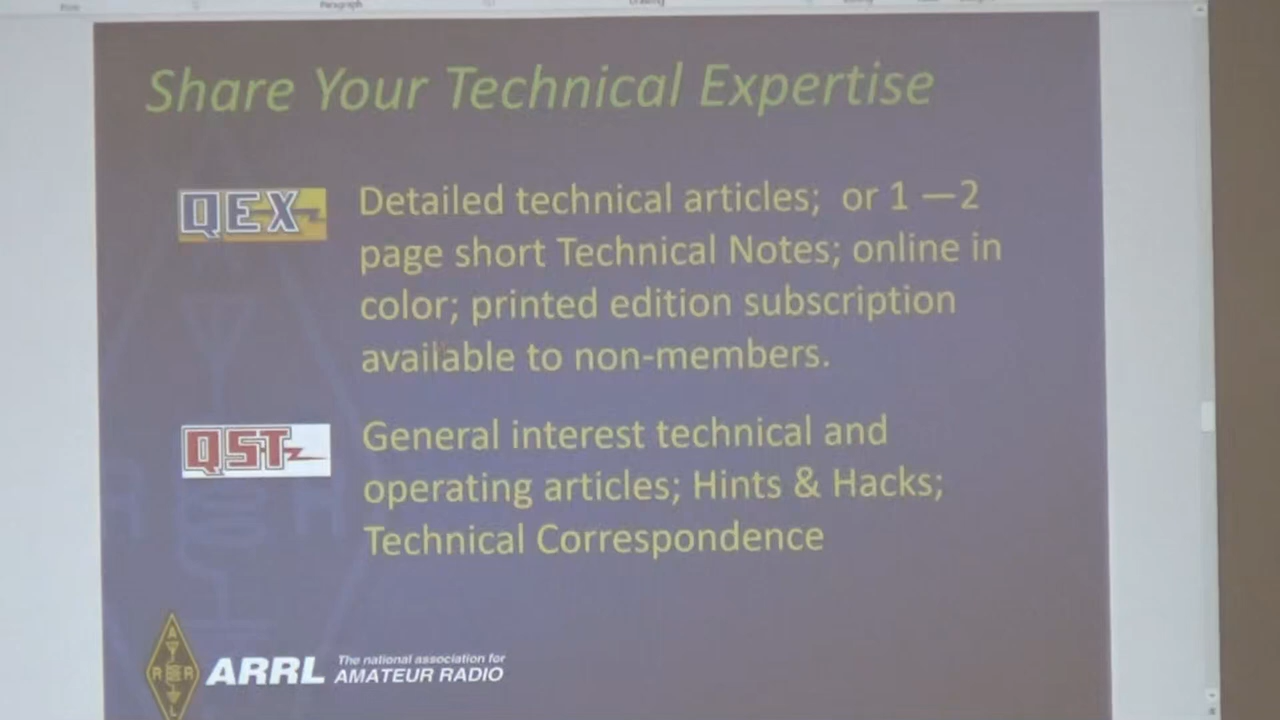 Paragraph
Drawing
Share Your Technical Expertise
QEX
Detailed technical articles;  or 1 —2
page short Technical Notes; online in
color; printed edition subscription
available to non-members.
QST
General interest technical and
operating articles; Hints & Hacks;
Technical Correspondence
A
R R
L
ARRL
The national association for
AMATEUR RADIO